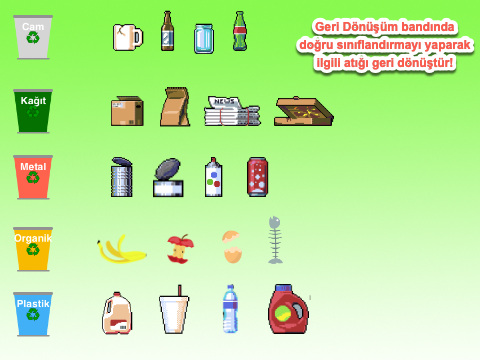 Cam
Geri Dönüşüm bandında
doğru sınıflandırmayı yaparak
ilgili atığı geri dönüştür!
Kağıt
NEWS
Metal
Organik
Plastik